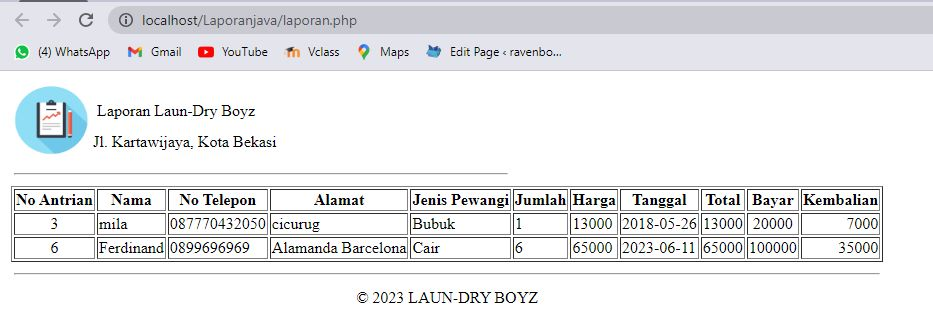 localhost/Laporanjava/laporan.php
(4) WhatsApp Gmail YouTube Vclass Maps Edit Page ‹ ravenbo...
Laporan Laun-Dry Boyz
Jl. Kartawijaya, Kota Bekasi
No Antrian Nama No Telepon Alamat Jenis Pewangi Jumlah Harga Tanggal Total Bayar Kembalian
3 mila 087770432050 cicurug Bubuk 1 13000 2018-05-26 13000 20000 7000
6 Ferdinand 0899696969 Alamanda Barcelona Cair 6 65000 2023-06-11 65000 100000 35000
© 2023 LAUN-DRY BOYZ